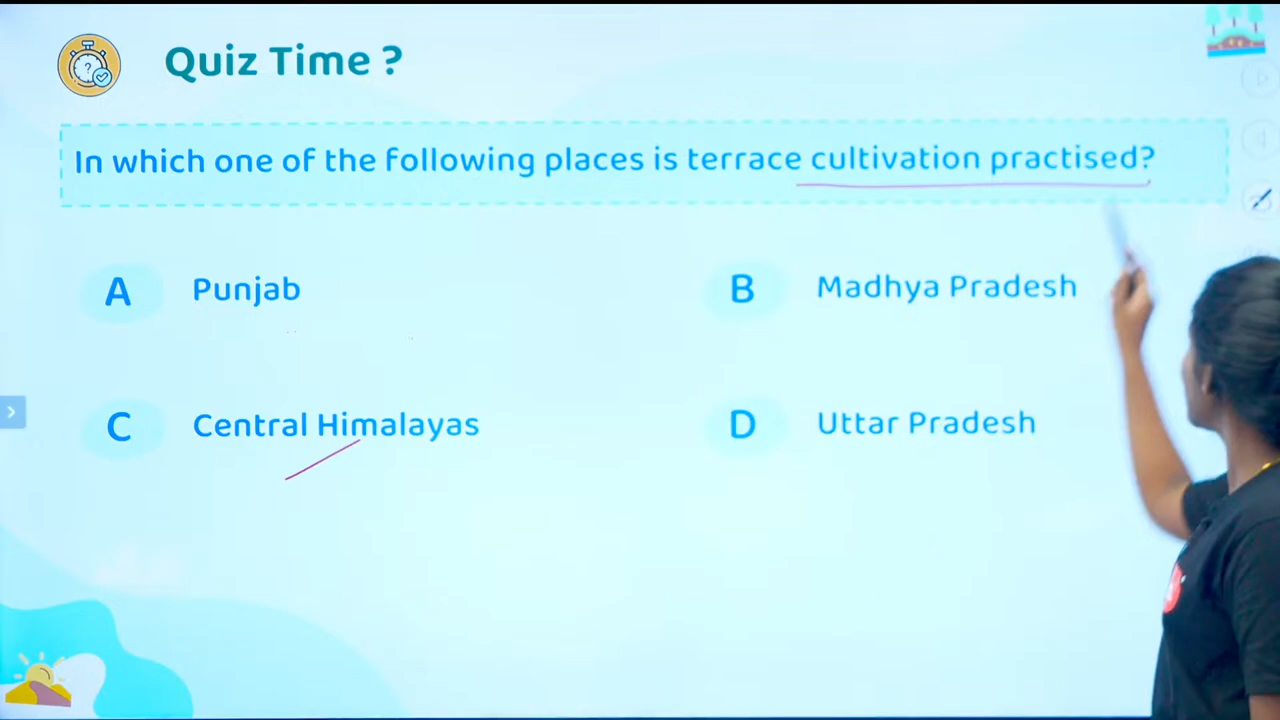 Quiz Time ?
In which one of the following places is terrace cultivation practised?
A Punjab
B Madhya Pradesh
C Central Himalayas
D Uttar Pradesh